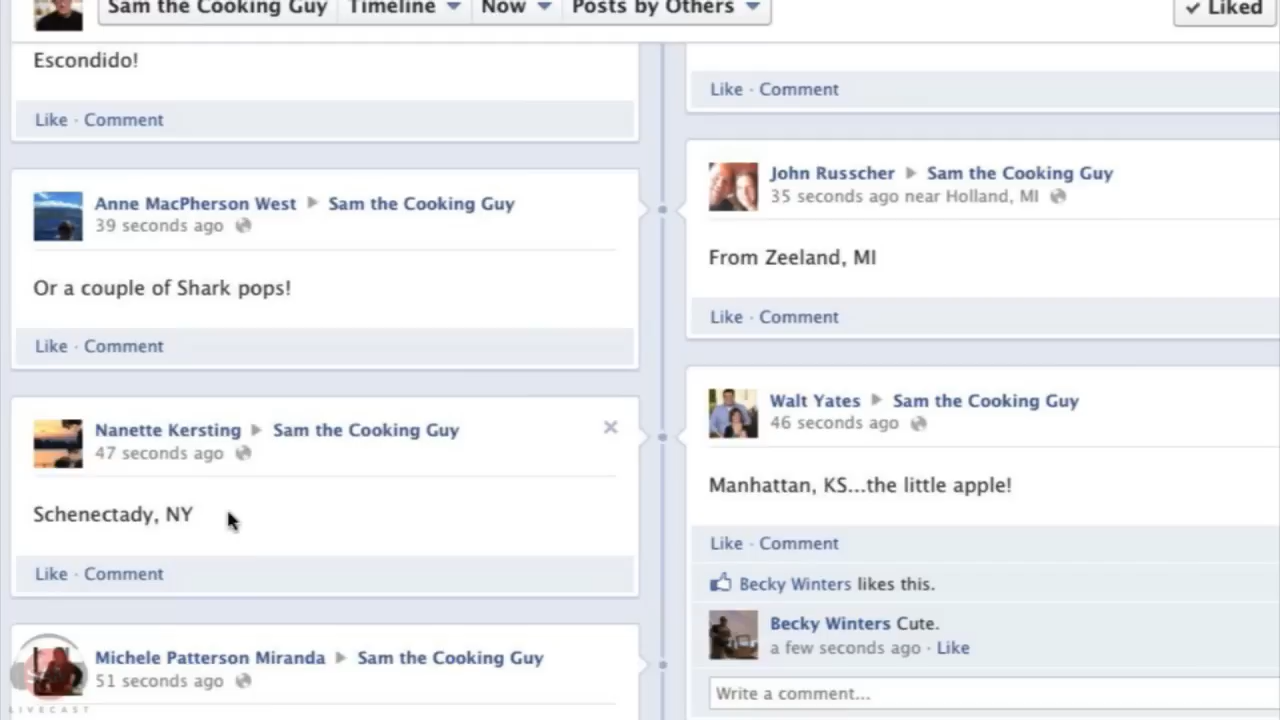 Sam the Cooking Guy Timeline Now Posts by Others Liked
Escondido!
Like · Comment
Anne MacPherson West ▶ Sam the Cooking Guy
39 seconds ago
Or a couple of Shark pops!
Like · Comment
Nanette Kersting ▶ Sam the Cooking Guy
47 seconds ago
Schenectady, NY
Like · Comment
Michele Patterson Miranda ▶ Sam the Cooking Guy
51 seconds ago
LIVECAST
Like · Comment
John Russcher ▶ Sam the Cooking Guy
35 seconds ago near Holland, MI
From Zeeland, MI
Like · Comment
Walt Yates ▶ Sam the Cooking Guy
46 seconds ago
Manhattan, KS...the little apple!
Like · Comment
Becky Winters likes this.
Becky Winters Cute.
a few seconds ago · Like
Write a comment...